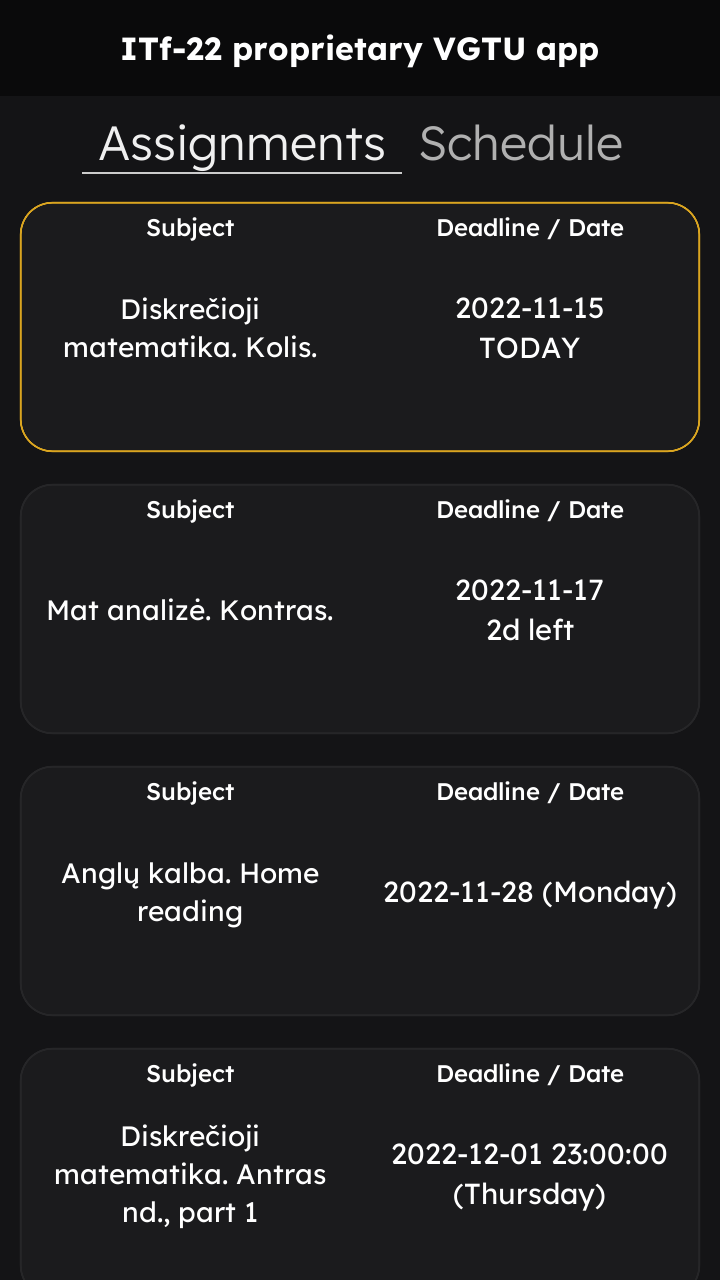 ITf-22 proprietary VGTU app
Assignments Schedule
Subject Deadline / Date
Diskrečioji
matematika. Kolis.
2022-11-15
TODAY
Subject Deadline / Date
Mat analizė. Kontras.
2022-11-17
2d left
Subject Deadline / Date
Anglų kalba. Home
reading
2022-11-28 (Monday)
Subject Deadline / Date
Diskrečioji
matematika. Antras
nd., part 1
2022-12-01 23:00:00
(Thursday)